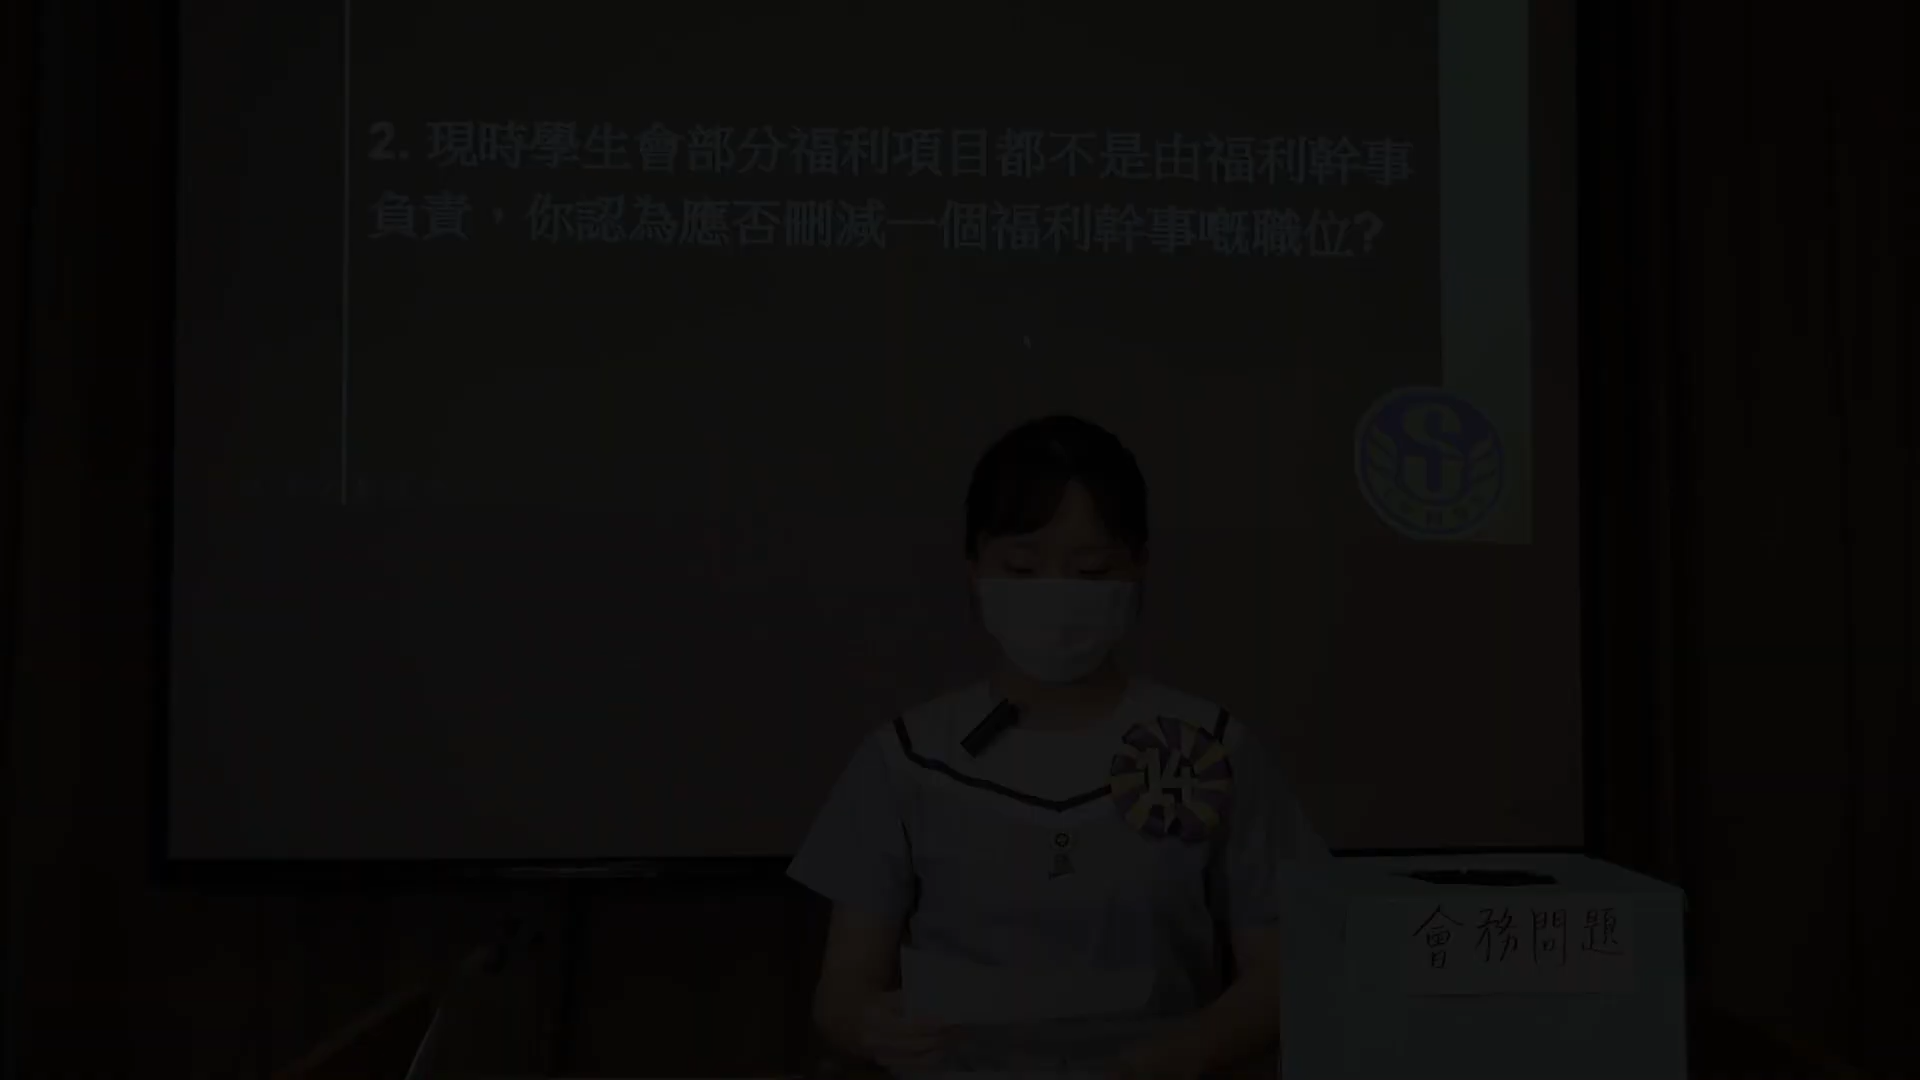 2. 現時學生會部分福利項目都不是由福利幹事
負責，你認為應否刪減一個福利幹事嘅職位?
14
會務問題